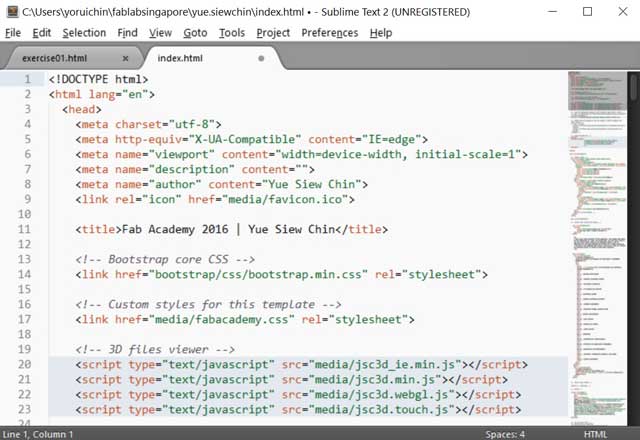 C:\Users\yoruichin\fablabsingapore\yue.siewchin\index.html • - Sublime Text 2 (UNREGISTERED)
File Edit Selection Find View Goto Tools Project Preferences Help
exercise01.html × index.html
1 <!DOCTYPE html>
2 <html lang="en">
3 <head>
4 <meta charset="utf-8">
5 <meta http-equiv="X-UA-Compatible" content="IE=edge">
6 <meta name="viewport" content="width=device-width, initial-scale=1">
7 <meta name="description" content="">
8 <meta name="author" content="Yue Siew Chin">
9 <link rel="icon" href="media/favicon.ico">
10
11 <title>Fab Academy 2016 | Yue Siew Chin</title>
12
13 <!-- Bootstrap core CSS -->
14 <link href="bootstrap/css/bootstrap.min.css" rel="stylesheet">
15
16 <!-- Custom styles for this template -->
17 <link href="media/fabacademy.css" rel="stylesheet">
18
19 <!-- 3D files viewer -->
20 <script type="text/javascript" src="media/jsc3d_ie.min.js"></script>
21 <script type="text/javascript" src="media/jsc3d.min.js"></script>
22 <script type="text/javascript" src="media/jsc3d.webgl.js"></script>
23 <script type="text/javascript" src="media/jsc3d.touch.js"></script>
Line 1, Column 1 Spaces: 4 HTML